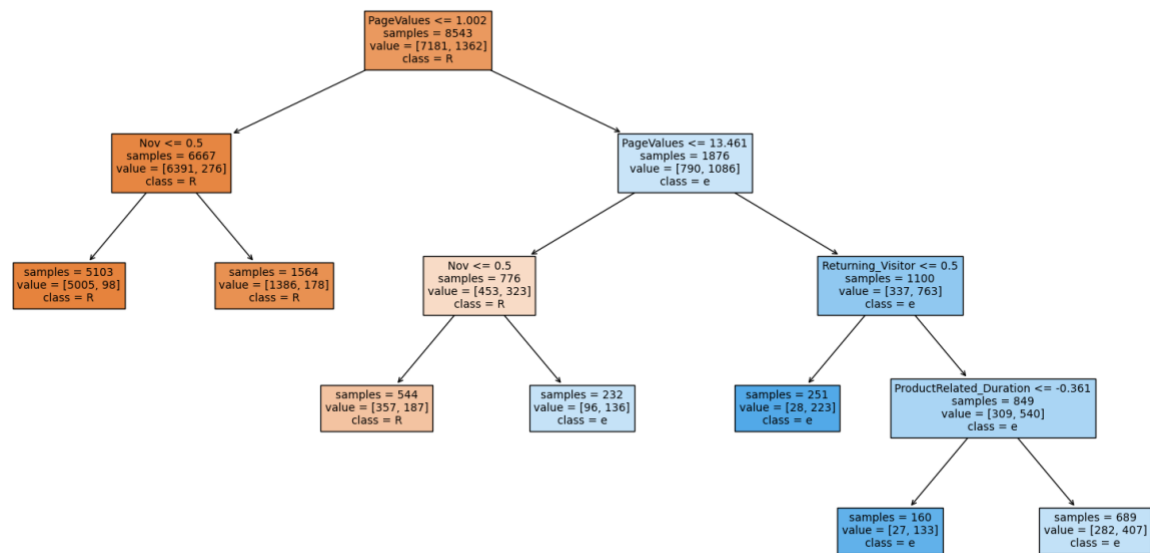 PageValues <= 1.002
samples = 8543
value = [7181, 1362]
class = R
Nov <= 0.5
samples = 6667
value = [6391, 276]
class = R
PageValues <= 13.461
samples = 1876
value = [790, 1086]
class = e
samples = 5103
value = [5005, 98]
class = R
samples = 1564
value = [1386, 178]
class = R
Nov <= 0.5
samples = 776
value = [453, 323]
class = R
Returning_Visitor <= 0.5
samples = 1100
value = [337, 763]
class = e
samples = 544
value = [357, 187]
class = R
samples = 232
value = [96, 136]
class = e
samples = 251
value = [28, 223]
class = e
ProductRelated_Duration <= -0.361
samples = 849
value = [309, 540]
class = e
samples = 160
value = [27, 133]
class = e
samples = 689
value = [282, 407]
class = e